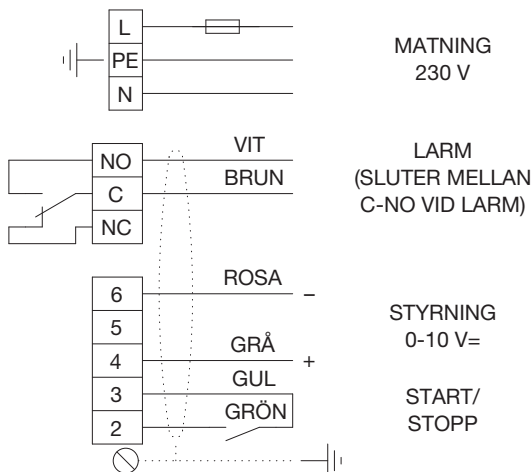 L
PE
N
MATNING
230 V
NO
C
NC
VIT
BRUN
LARM
(SLUTER MELLAN
C-NO VID LARM)
6
5
4
3
2
ROSA
−
GRÅ
+
GUL
GRÖN
STYRNING
0-10 V=
START/
STOPP